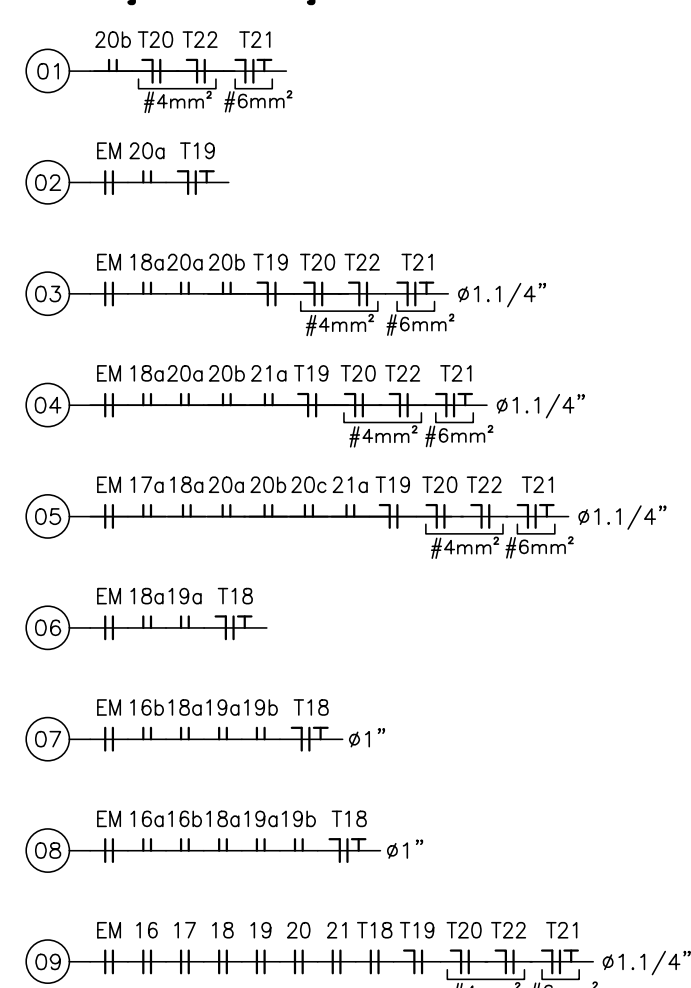 20b T20 T22 T21
01
#4mm² #6mm²
EM 20a T19
02
EM 18a 20a 20b T19 T20 T22 T21
03 ø1.1/4”
#4mm² #6mm²
EM 18a 20a 20b 21a T19 T20 T22 T21
04 ø1.1/4”
#4mm² #6mm²
EM 17a 18a 20a 20b 20c 21a T19 T20 T22 T21
05 ø1.1/4”
#4mm² #6mm²
EM 18a 19a T18
06
EM 16b 18a 19a 19b T18
07 ø1”
EM 16a 16b 18a 19a 19b T18
08 ø1”
EM 16 17 18 19 20 21 T18 T19 T20 T22 T21
09 ø1.1/4”